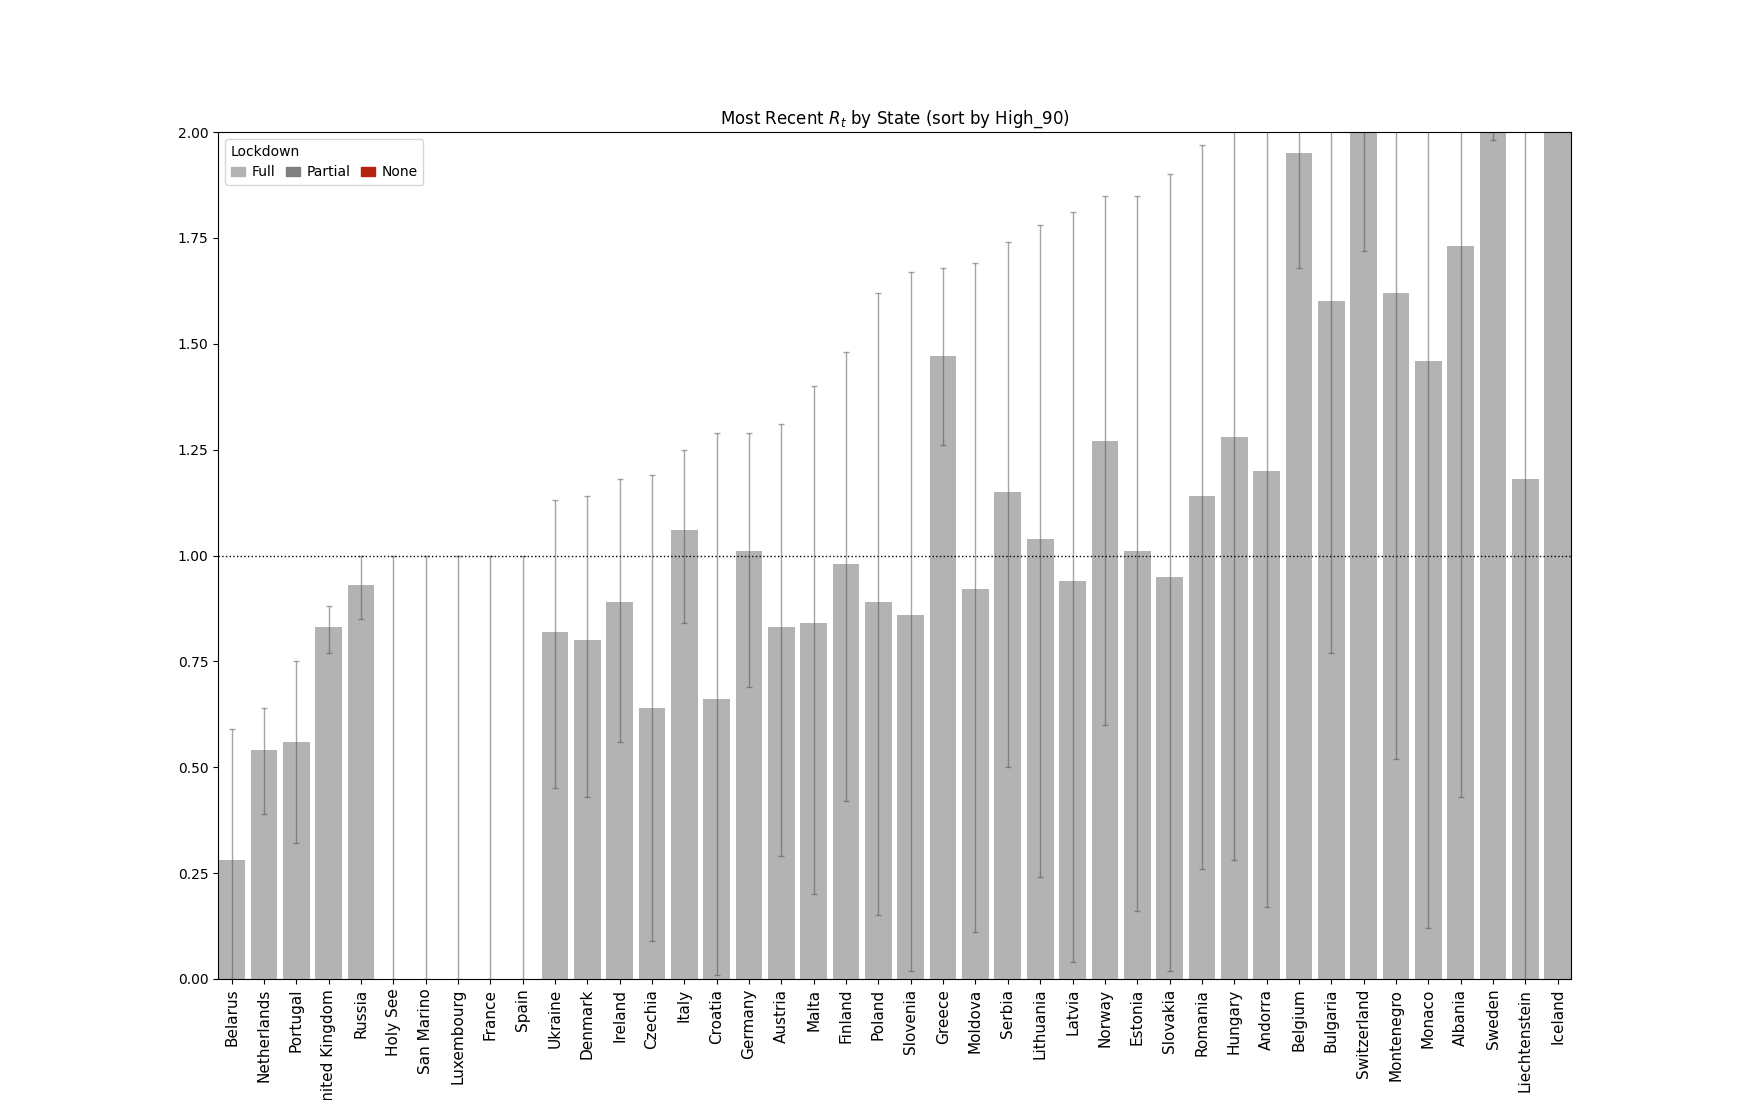 Most Recent R_t by State (sort by High_90)
Lockdown
Full Partial None
2.00
1.75
1.50
1.25
1.00
0.75
0.50
0.25
0.00
Belarus
Netherlands
Portugal
nited Kingdom
Russia
Holy See
San Marino
Luxembourg
France
Spain
Ukraine
Denmark
Ireland
Czechia
Italy
Croatia
Germany
Austria
Malta
Finland
Poland
Slovenia
Greece
Moldova
Serbia
Lithuania
Latvia
Norway
Estonia
Slovakia
Romania
Hungary
Andorra
Belgium
Bulgaria
Switzerland
Montenegro
Monaco
Albania
Sweden
Liechtenstein
Iceland